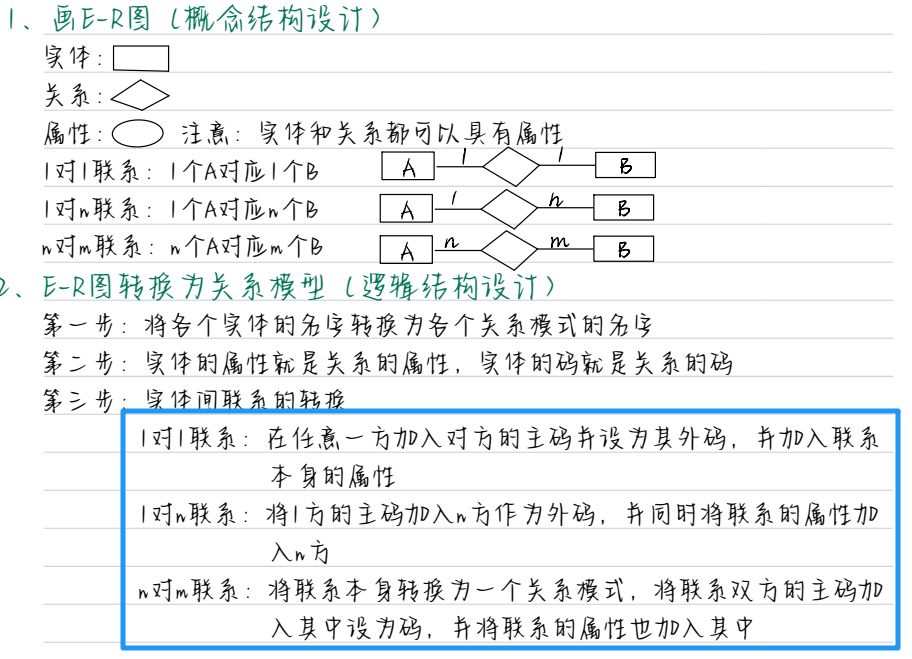 1、画E-R图（概念结构设计）
实体：
关系：
属性： 注意：实体和关系都可以具有属性
1对1联系：1个A对应1个B A 1 1 B
1对n联系：1个A对应n个B A 1 n B
n对m联系：n个A对应m个B A n m B
2、E-R图转换为关系模型（逻辑结构设计）
第一步：将各个实体的名字转换为各个关系模式的名字
第二步：实体的属性就是关系的属性，实体的码就是关系的码
第三步：实体间联系的转换
1对1联系：在任意一方加入对方的主码并设为其外码，并加入联系
本身的属性
1对n联系：将1方的主码加入n方作为外码，并同时将联系的属性加
入n方
n对m联系：将联系本身转换为一个关系模式，将联系双方的主码加
入其中设为码，并将联系的属性也加入其中